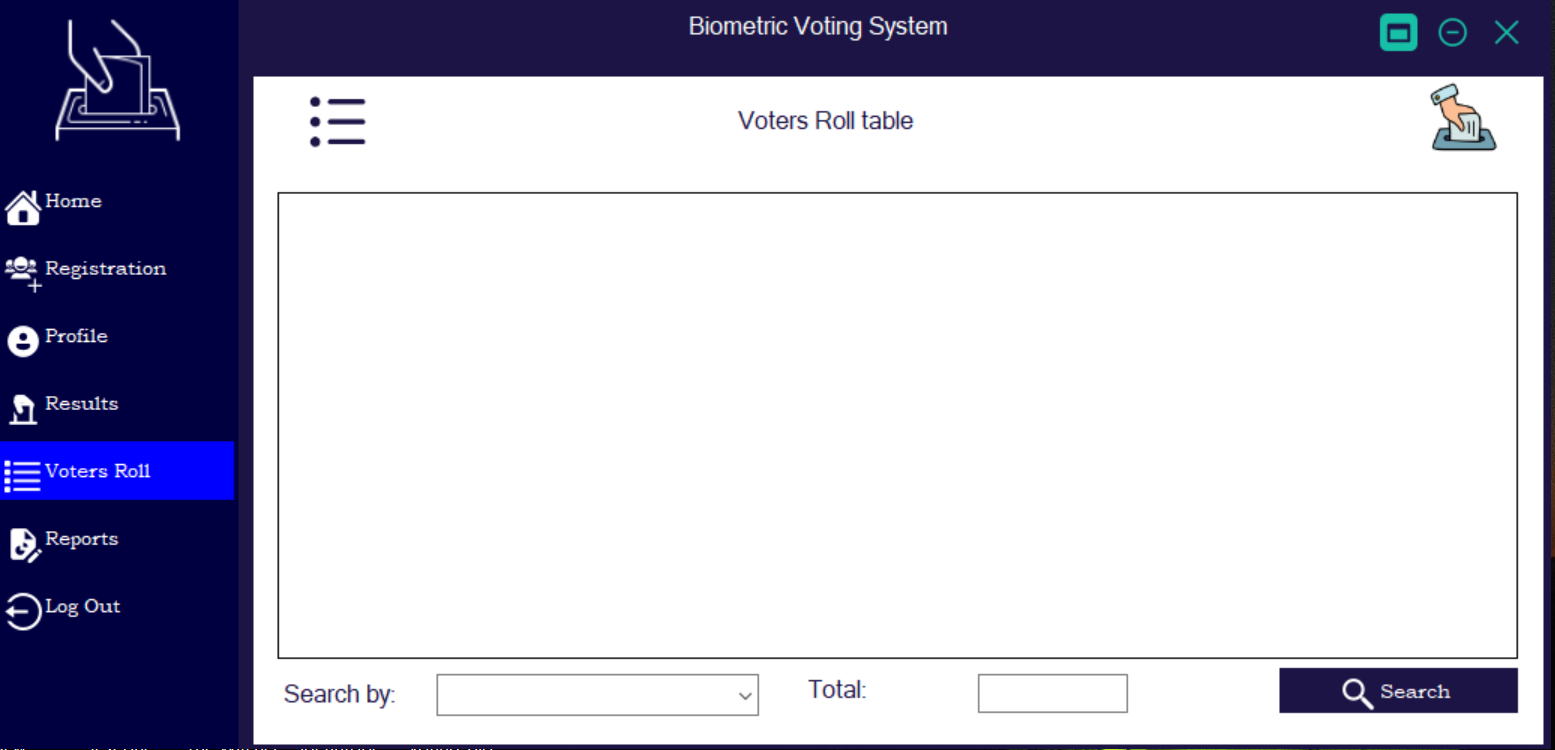 Biometric Voting System
Voters Roll table
Home
Registration
Profile
Results
Voters Roll
Reports
Log Out
Search by:
Total:
Search